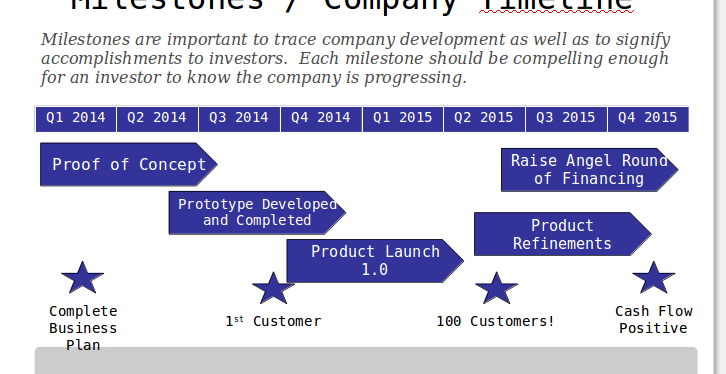 Milestones / Company Timeline
Milestones are important to trace company development as well as to signify
accomplishments to investors.  Each milestone should be compelling enough
for an investor to know the company is progressing.
Q1 2014 Q2 2014 Q3 2014 Q4 2014 Q1 2015 Q2 2015 Q3 2015 Q4 2015
Proof of Concept
Raise Angel Round
of Financing
Prototype Developed
and Completed
Product
Refinements
Product Launch
1.0
Complete
Business
Plan
1st Customer
100 Customers!
Cash Flow
Positive